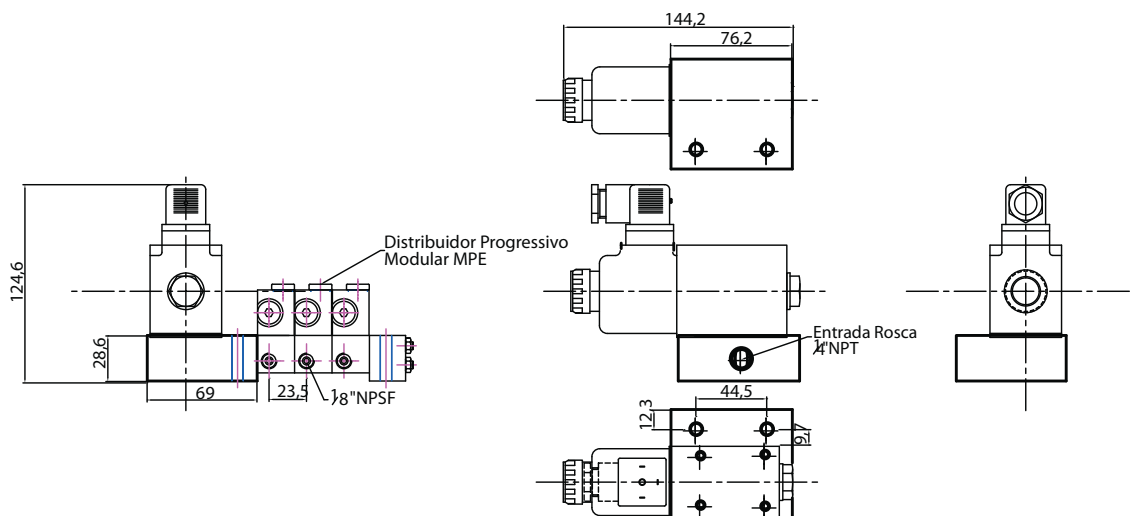 144,2
76,2
124,6
28,6
69
23,5
1/8"NPSF
Distribuidor Progressivo
Modular MPE
Entrada Rosca
1/4"NPT
44,5
12,3
9,7